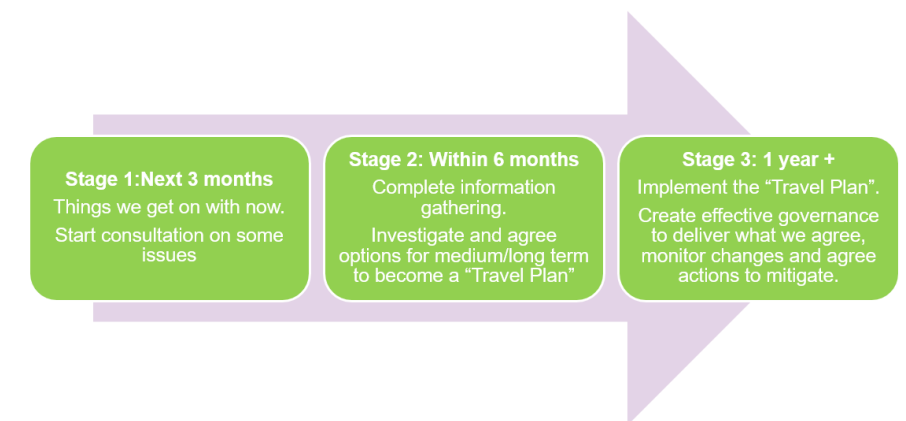 Stage 1:Next 3 months
Things we get on with now.
Start consultation on some
issues
Stage 2: Within 6 months
Complete information
gathering.
Investigate and agree
options for medium/long term
to become a “Travel Plan”
Stage 3: 1 year +
Implement the “Travel Plan”.
Create effective governance
to deliver what we agree,
monitor changes and agree
actions to mitigate.